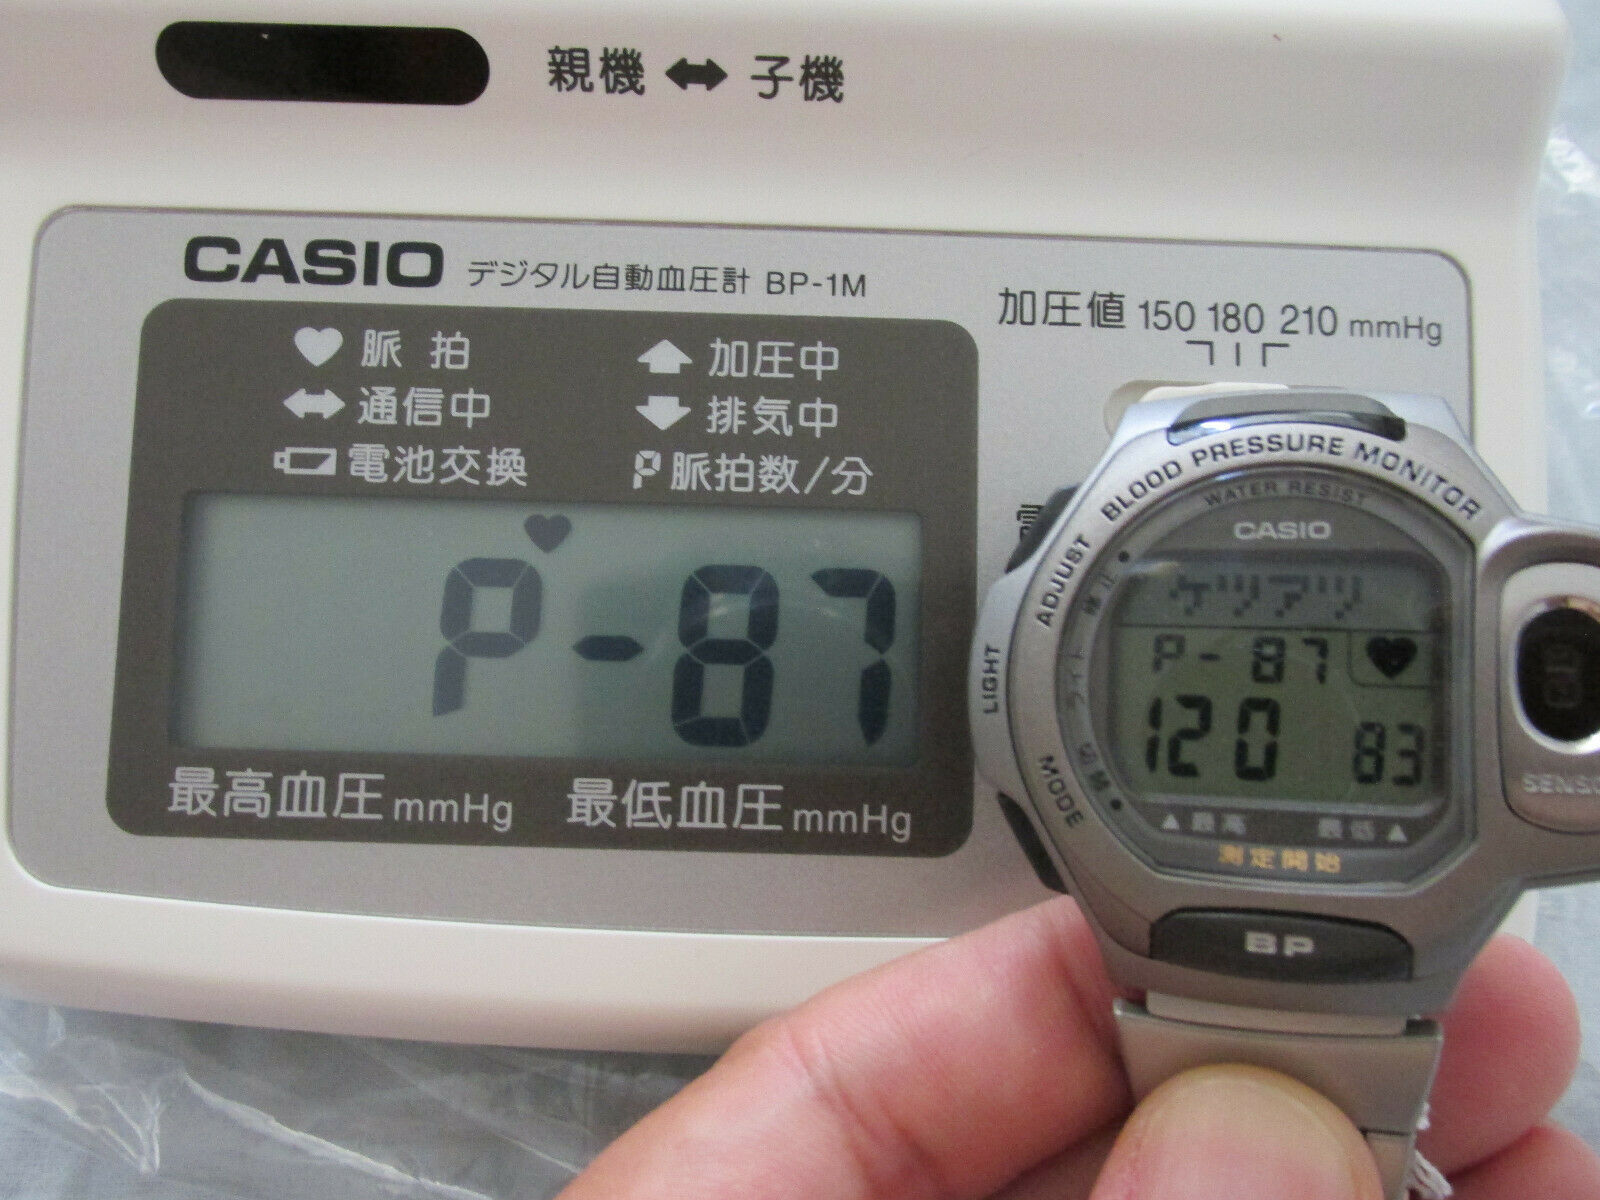 親機 ⇔ 子機
CASIO デジタル自動血圧計 BP-1M
加圧値 150 180 210 mmHg
♥ 脈拍
⬆ 加圧中
⇔ 通信中
⬇ 排気中
電池交換
P 脈拍数/分
P-87
最高血圧 mmHg
最低血圧 mmHg
BLOOD PRESSURE MONITOR
WATER RESIST
CASIO
ADJUST
LIGHT
ライト
MODE
ケツアツ
P- 87
120 83
▲最高 最低▲
測定開始
BP